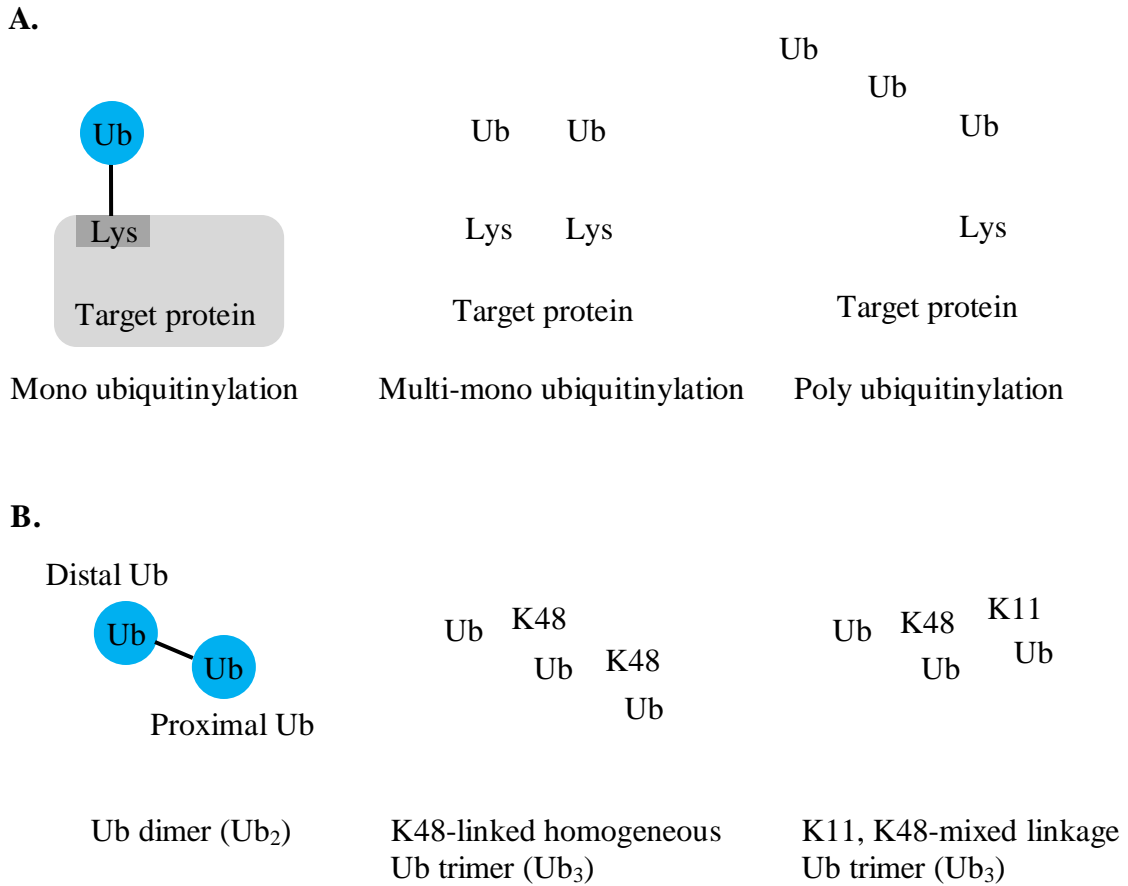 A.
Ub
Ub
Ub Ub Ub Ub
Lys Lys Lys Lys
Target protein Target protein Target protein
Mono ubiquitinylation Multi-mono ubiquitinylation Poly ubiquitinylation
B.
Distal Ub
Ub Ub K48 Ub K48 K11
Ub Ub K48 Ub Ub
Proximal Ub Ub
Ub dimer (Ub₂) K48-linked homogeneous K11, K48-mixed linkage
Ub trimer (Ub₃) Ub trimer (Ub₃)